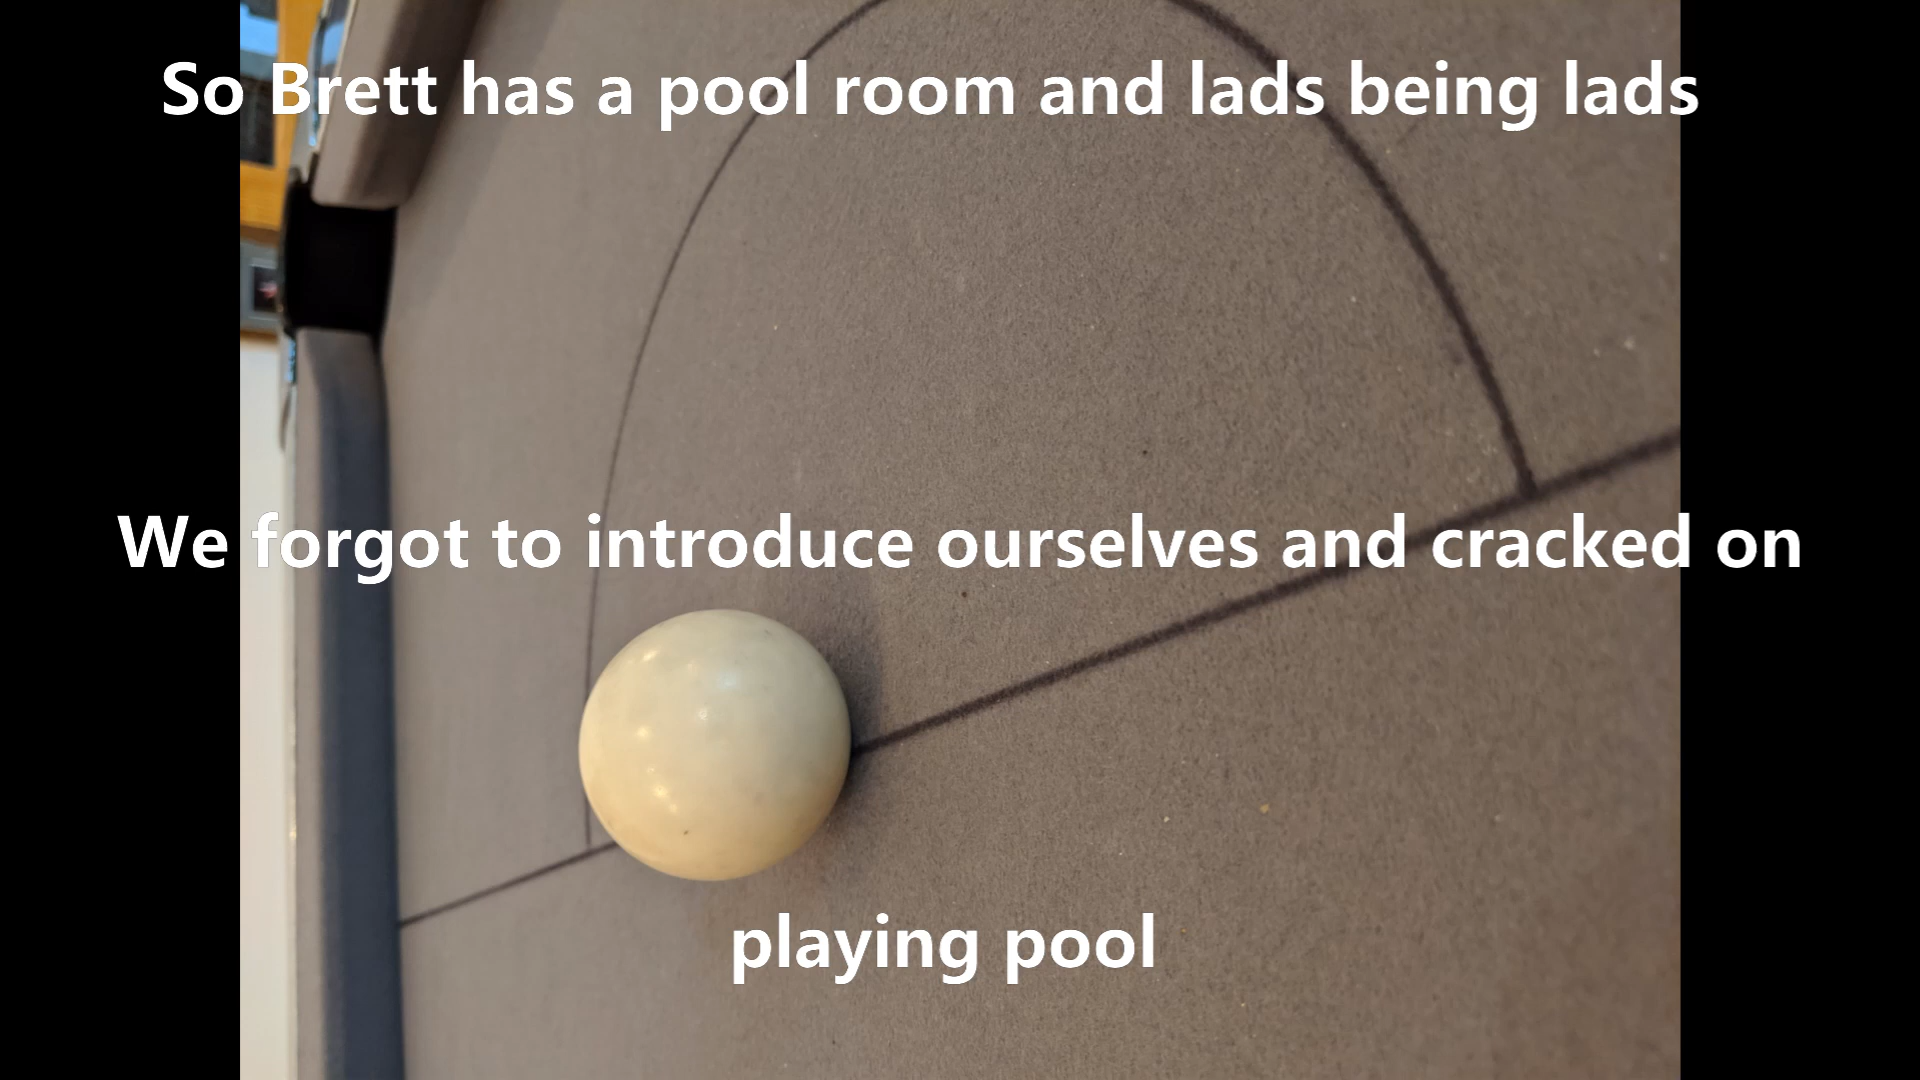 So Brett has a pool room and lads being lads
We forgot to introduce ourselves and cracked on
playing pool